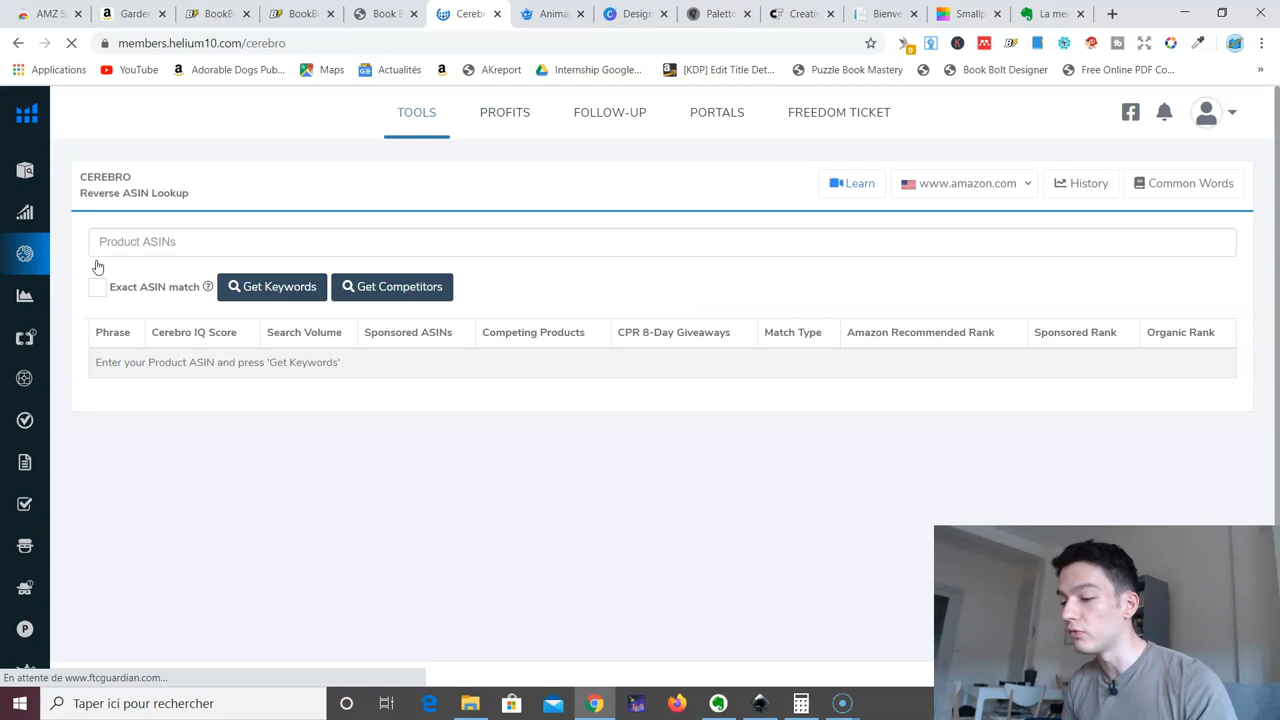 AMZ S
Garden
BookB
BookB
Book B
Cerebr
Anima
Design
Paletto
Creativ
Bienve
Smallp
La me
members.helium10.com/cerebro
Applications
YouTube
Adorable Dogs Pub...
Maps
Actualités
AKreport
Internship Google...
[KDP] Edit Title Det...
Puzzle Book Mastery
Book Bolt Designer
Free Online PDF Co...
»
TOOLS
PROFITS
FOLLOW-UP
PORTALS
FREEDOM TICKET
CEREBRO
Reverse ASIN Lookup
Learn
www.amazon.com
History
Common Words
Product ASINs
Exact ASIN match
Get Keywords
Get Competitors
Phrase
Cerebro IQ Score
Search Volume
Sponsored ASINs
Competing Products
CPR 8-Day Giveaways
Match Type
Amazon Recommended Rank
Sponsored Rank
Organic Rank
Enter your Product ASIN and press 'Get Keywords'
En attente de www.ftcguardian.com...
Taper ici pour rechercher